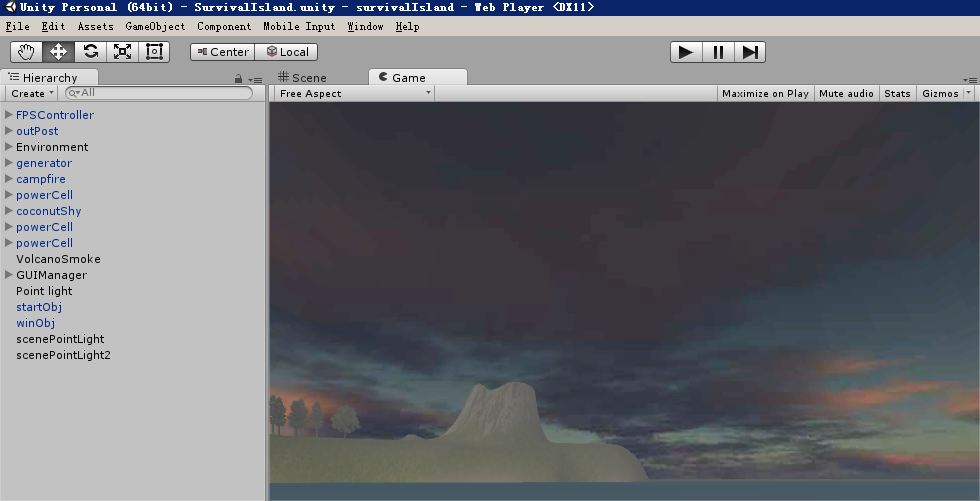 Unity Personal (64bit) - SurvivalIsland.unity - survivalIsland - Web Player <DX11>
File Edit Assets GameObject Component Mobile Input Window Help
Center Local
Hierarchy Scene Game
Create All Free Aspect Maximize on Play Mute audio Stats Gizmos
FPSController
outPost
Environment
generator
campfire
powerCell
coconutShy
powerCell
powerCell
VolcanoSmoke
GUIManager
Point light
startObj
winObj
scenePointLight
scenePointLight2